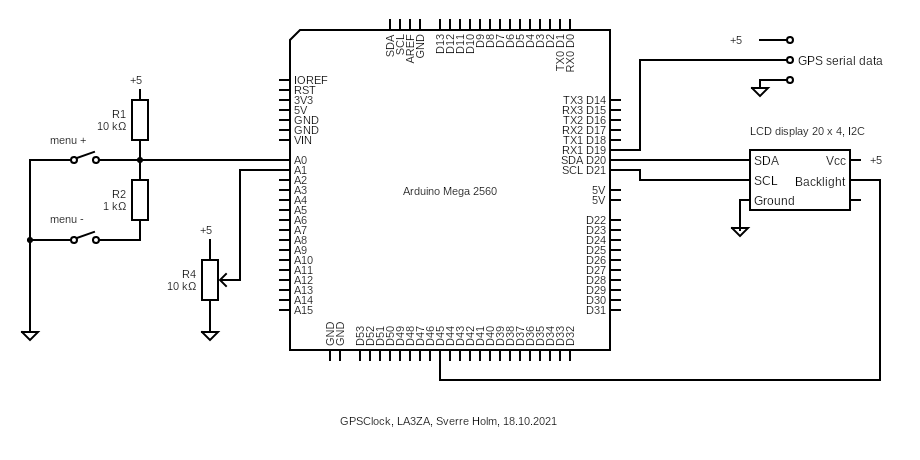 SDA
SCL
AREF
GND
D13
D12
D11
D10
D9
D8
D7
D6
D5
D4
D3
D2
TX0 D1
RX0 D0
+5
GPS serial data
+5
R1
10 kΩ
menu +
R2
1 kΩ
menu -
+5
R4
10 kΩ
IOREF
RST
3V3
5V
GND
GND
VIN
A0
A1
A2
A3
A4
A5
A6
A7
A8
A9
A10
A11
A12
A13
A14
A15
Arduino Mega 2560
TX3 D14
RX3 D15
TX2 D16
RX2 D17
TX1 D18
RX1 D19
SDA D20
SCL D21
5V
5V
D22
D23
D24
D25
D26
D27
D28
D29
D30
D31
LCD display 20 x 4, I2C
SDA Vcc +5
SCL Backlight
Ground
GND
GND
D53
D52
D51
D50
D49
D48
D47
D46
D45
D44
D43
D42
D41
D40
D39
D38
D37
D36
D35
D34
D33
D32
GPSClock, LA3ZA, Sverre Holm, 18.10.2021